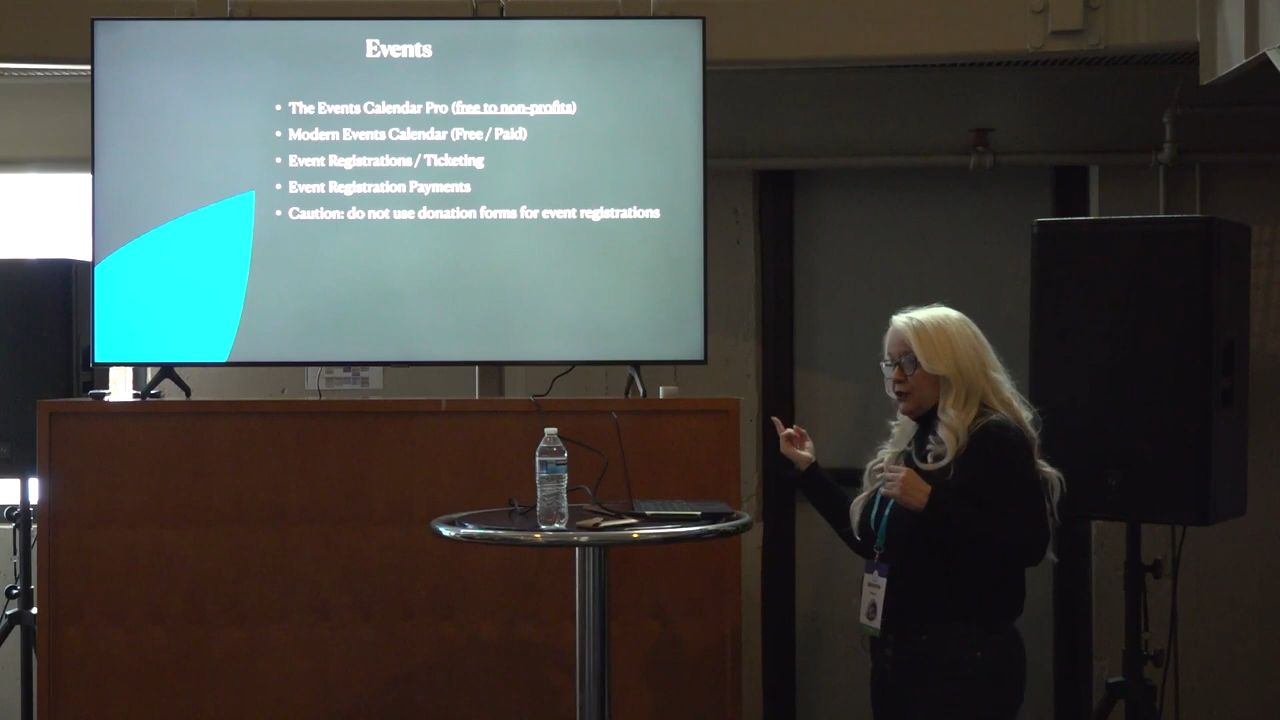 Events
• The Events Calendar Pro (free to non-profits)
• Modern Events Calendar (Free / Paid)
• Event Registrations / Ticketing
• Event Registration Payments
• Caution: do not use donation forms for event registrations